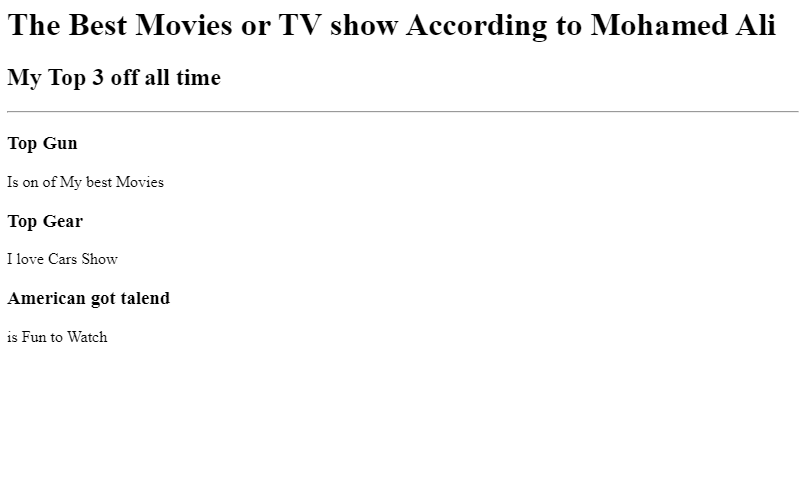 The Best Movies or TV show According to Mohamed Ali
My Top 3 off all time
Top Gun
Is on of My best Movies
Top Gear
I love Cars Show
American got talend
is Fun to Watch